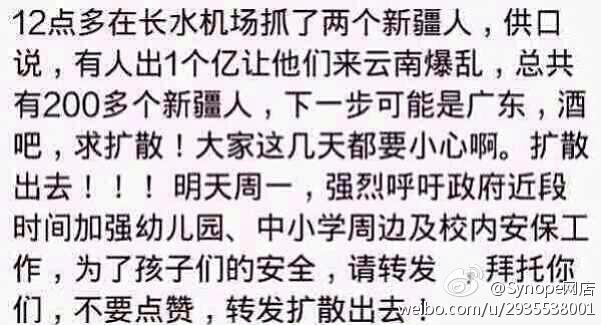 12点多在长水机场抓了两个新疆人，供口
说，有人出1个亿让他们来云南爆乱，总共
有200多个新疆人，下一步可能是广东，酒
吧，求扩散！大家这几天都要小心啊。扩散
出去！！！明天周一，强烈呼吁政府近段
时间加强幼儿园、中小学周边及校内安保工
作，为了孩子们的安全，请转发，拜托你
们，不要点赞，转发扩散出去！
@Synope网店
weibo.com/u/2935538001